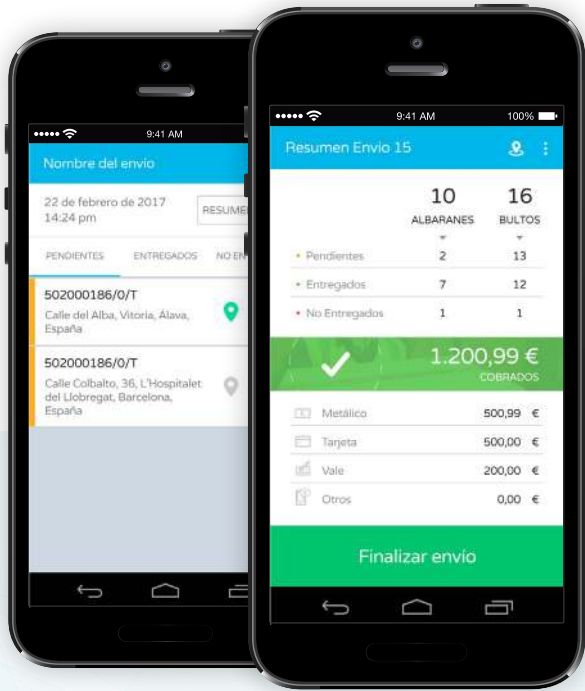 9:41 AM
Nombre del envío
22 de febrero de 2017
14:24 pm
PENDIENTES ENTREGADOS
502000186/0/T
Calle del Alba, Vitoria, Álava,
España
502000186/0/T
Calle Colbalto, 36, L'Hospitalet
del Llobregat, Barcelona,
España
9:41 AM 100%
Resumen Envio 15
10 16
ALBARANES BULTOS
Pendientes 2 13
Entregados 7 12
No Entregados 1 1
1.200,99 €
COBRADOS
Metálico 500,99 €
Tarjeta 500,00 €
Vale 200,00 €
Otros 0,00 €
Finalizar envío